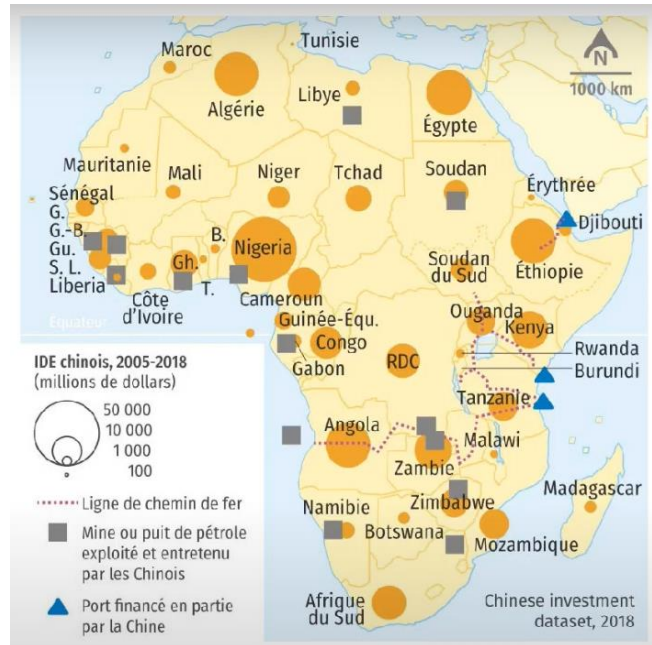 Maroc
Tunisie
N
1000 km
Algérie
Libye
Égypte
Mauritanie
Mali
Niger
Tchad
Soudan
Érythrée
Sénégal
G.
G.-B.
Gu.
S. L.
Liberia
Côte
d'Ivoire
Gh.
T.
B.
Nigeria
Cameroun
Soudan
du Sud
Éthiopie
Djibouti
Équateur
Guinée-Équ.
Congo
Gabon
RDC
Ouganda
Kenya
Rwanda
Burundi
Tanzanie
IDE chinois, 2005-2018
(millions de dollars)
50 000
10 000
1 000
100
Ligne de chemin de fer
Mine ou puit de pétrole
exploité et entretenu
par les Chinois
Port financé en partie
par la Chine
Angola
Zambie
Malawi
Zimbabwe
Madagascar
Namibie
Botswana
Mozambique
Afrique
du Sud
Chinese investment
dataset, 2018